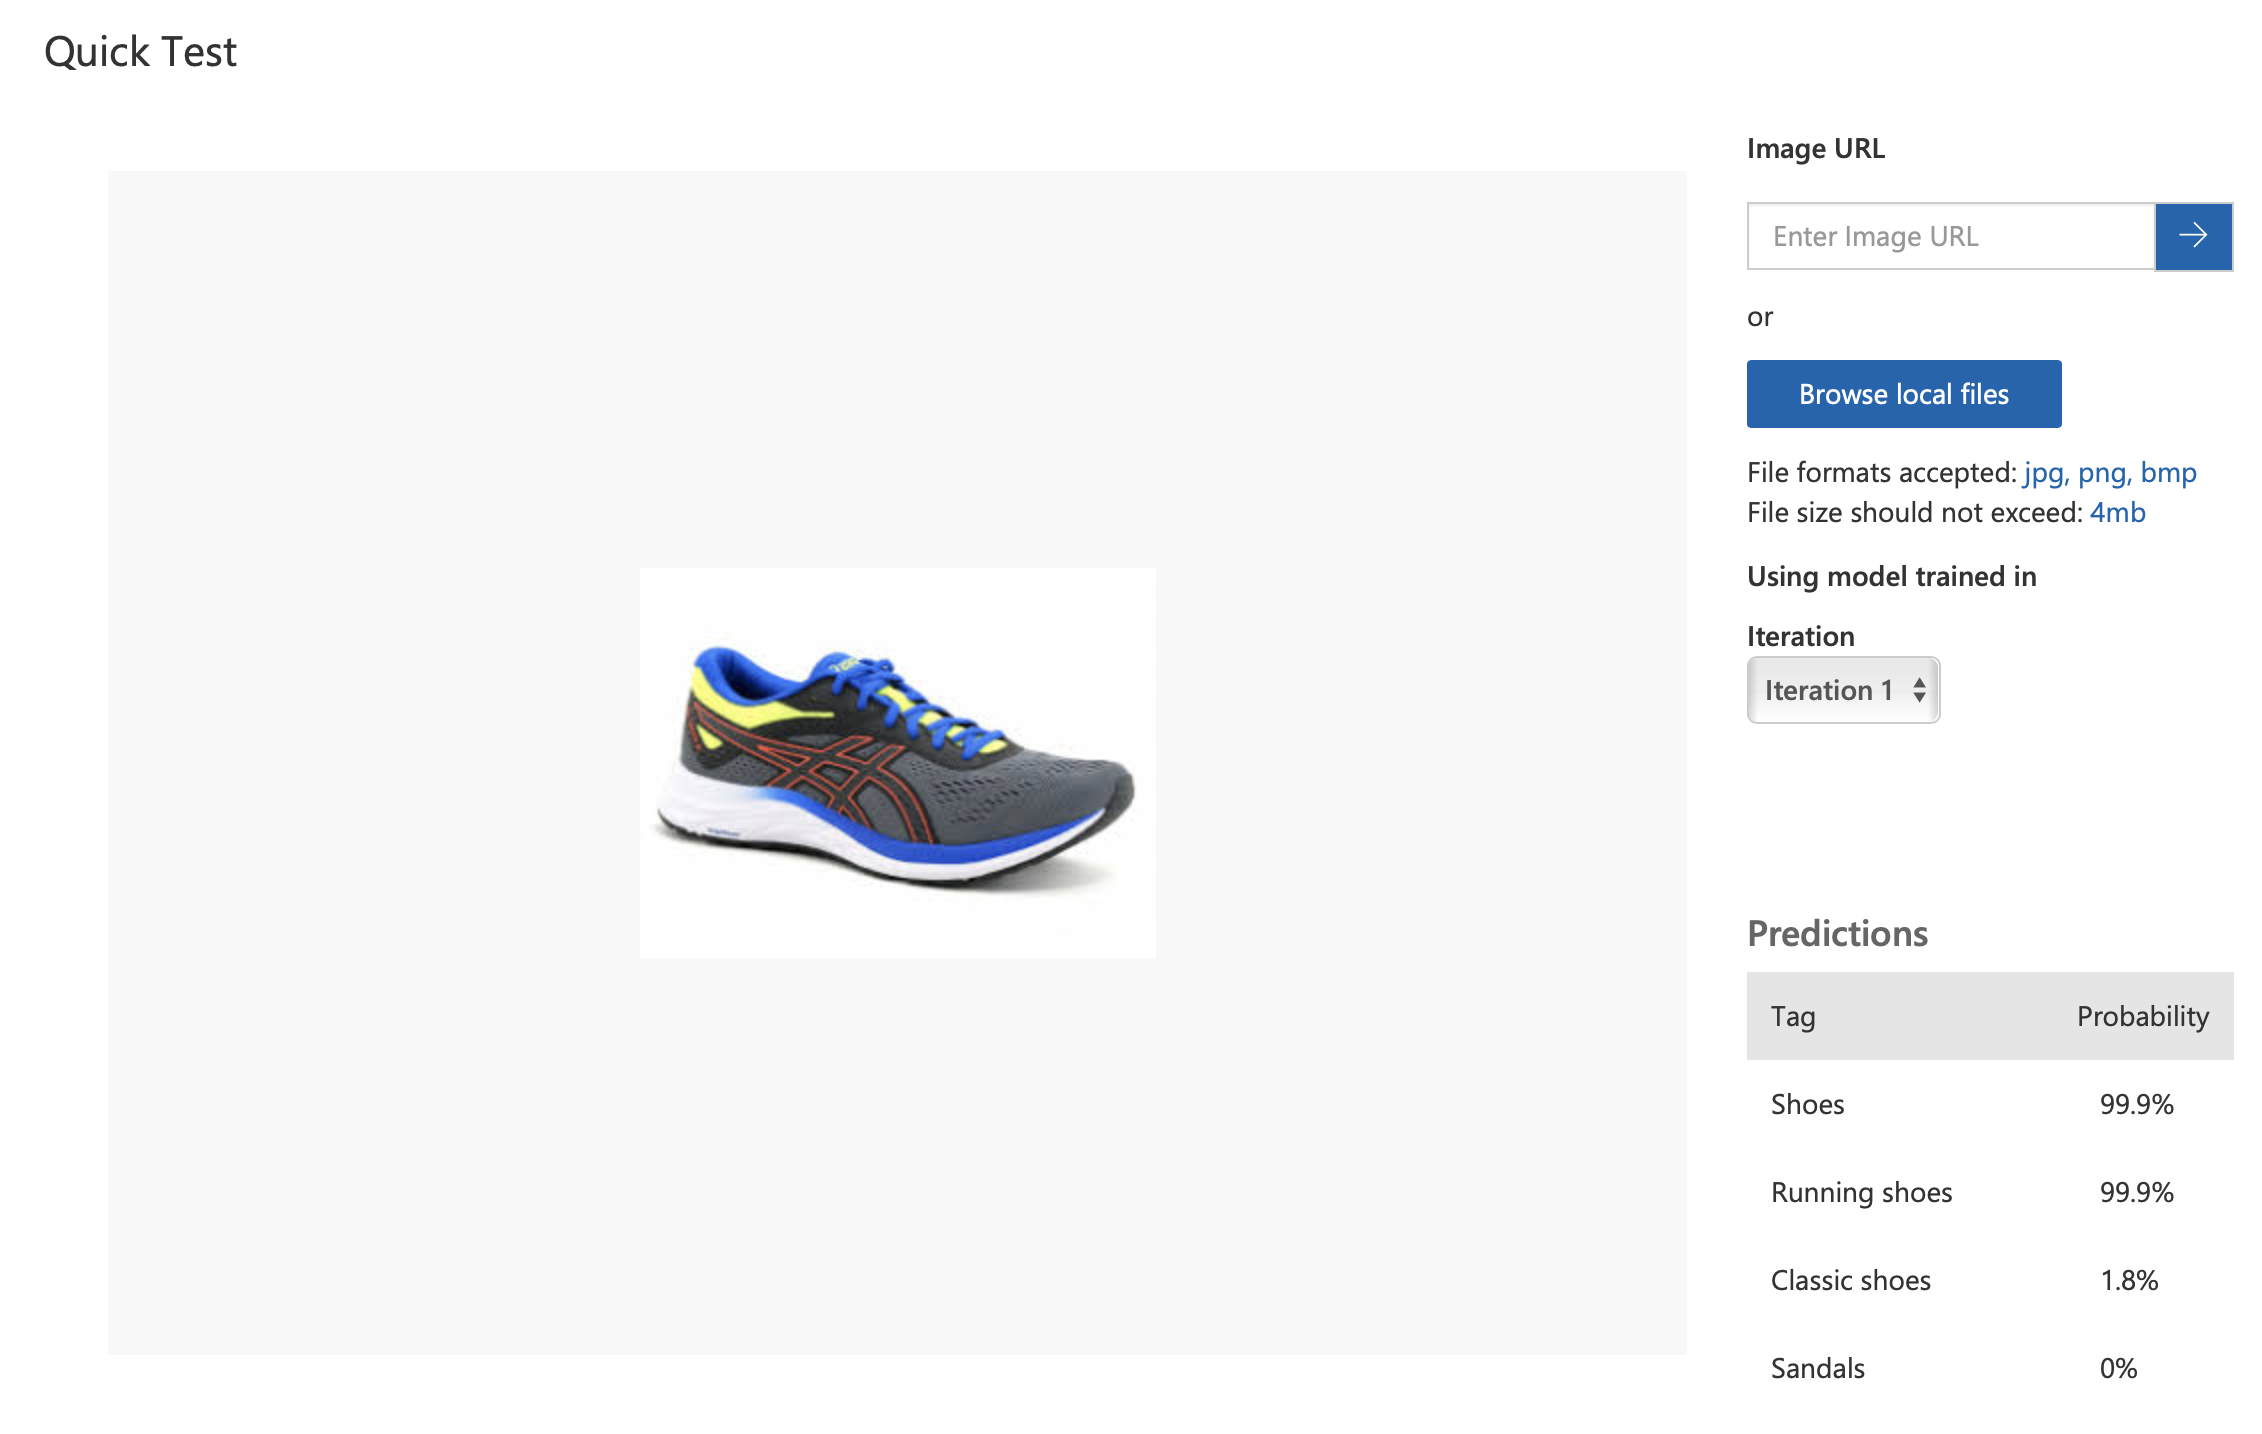 Quick Test
Image URL
Enter Image URL
or
Browse local files
File formats accepted: jpg, png, bmp
File size should not exceed: 4mb
Using model trained in
Iteration
Iteration 1
Predictions
Tag Probability
Shoes 99.9%
Running shoes 99.9%
Classic shoes 1.8%
Sandals 0%